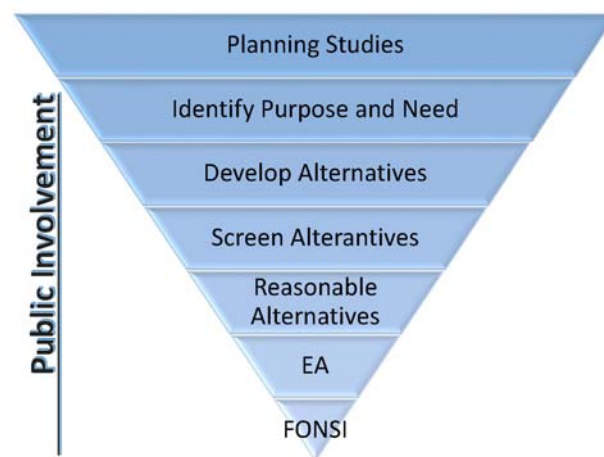 Planning Studies
Identify Purpose and Need
Develop Alternatives
Screen Alterantives
Reasonable
Alternatives
EA
FONSI
Public Involvement